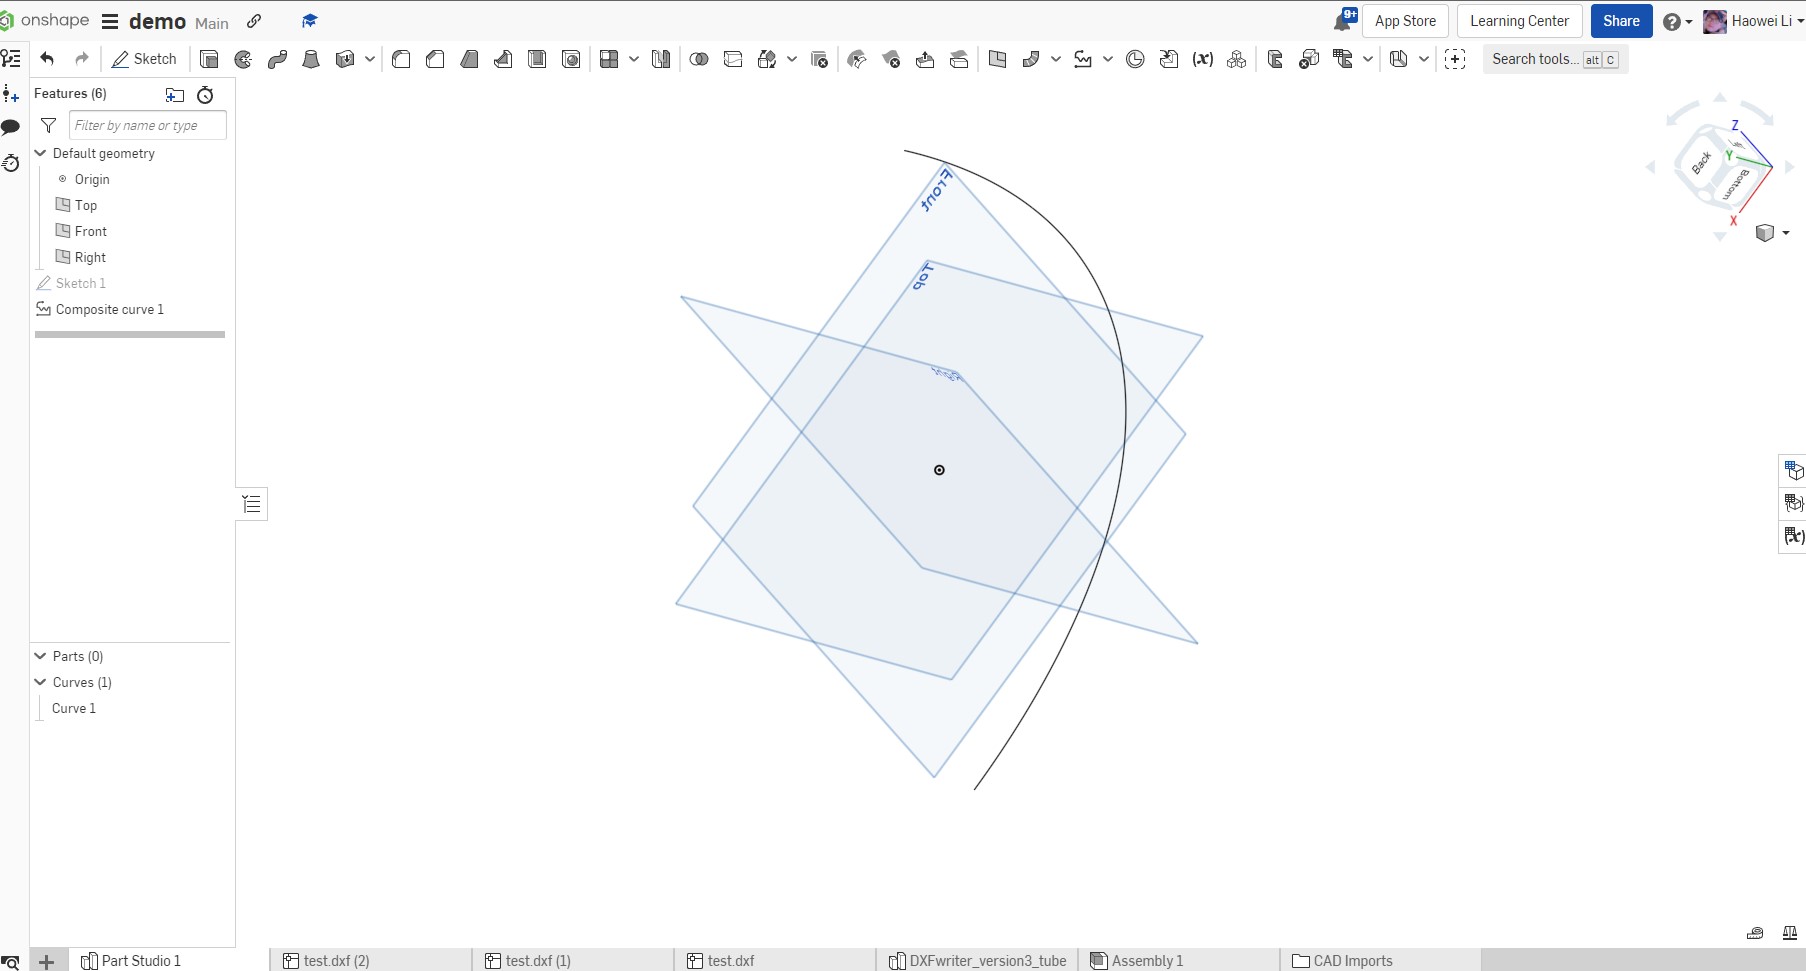 onshape demo Main
9+
App Store
Learning Center
Share
Haowei Li
Sketch
Search tools... alt C
Features (6)
Filter by name or type
Default geometry
Origin
Top
Front
Right
Sketch 1
Composite curve 1
Parts (0)
Curves (1)
Curve 1
Front
Top
Right
Z
Y
X
Back
Bottom
(x)
(x)
Part Studio 1
test.dxf (2)
test.dxf (1)
test.dxf
DXFwriter_version3_tube
Assembly 1
CAD Imports